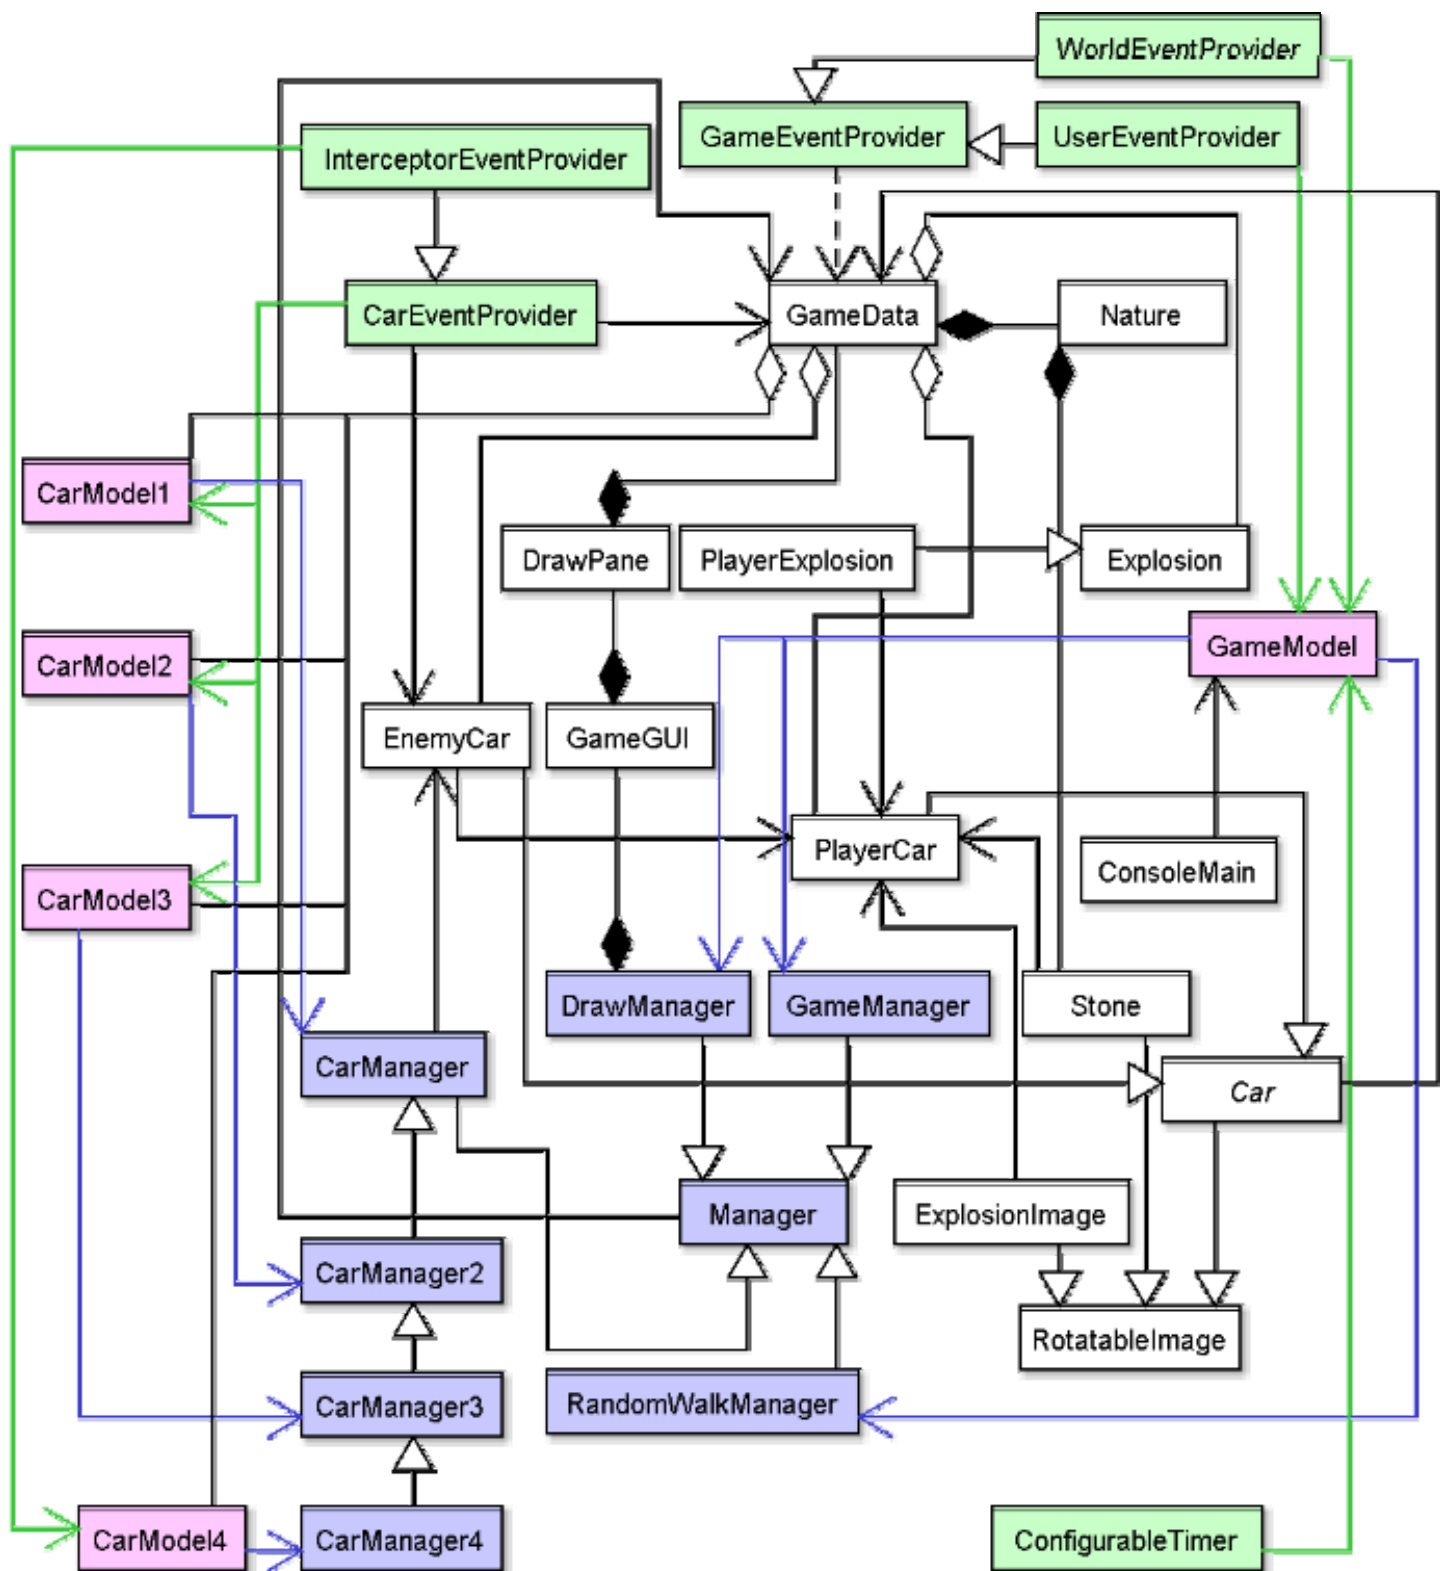 WorldEventProvider
GameEventProvider
UserEventProvider
InterceptorEventProvider
CarEventProvider
GameData
Nature
CarModel1
DrawPane
PlayerExplosion
Explosion
CarModel2
GameModel
EnemyCar
GameGUI
PlayerCar
ConsoleMain
CarModel3
DrawManager
GameManager
Stone
CarManager
Car
Manager
ExplosionImage
CarManager2
RotatableImage
CarManager3
RandomWalkManager
CarModel4
CarManager4
ConfigurableTimer